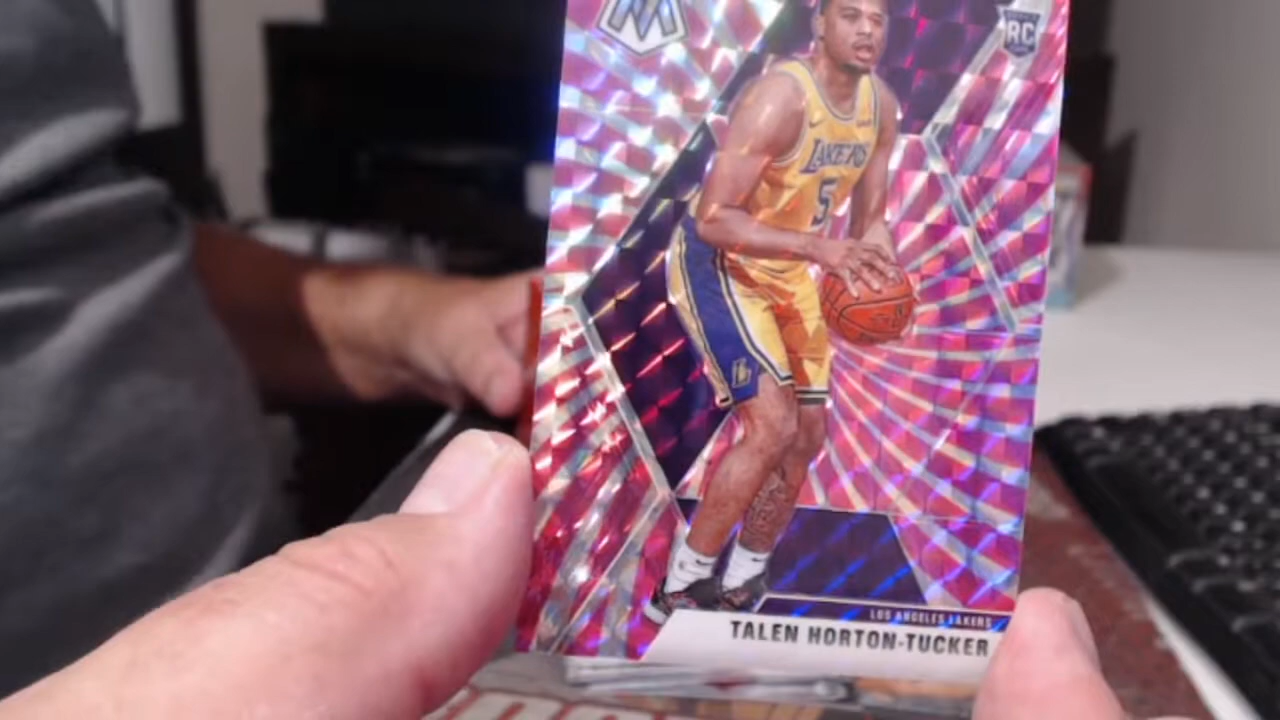 M
RC
LAKERS
5
L
LOS ANGELES LAKERS
TALEN HORTON-TUCKER